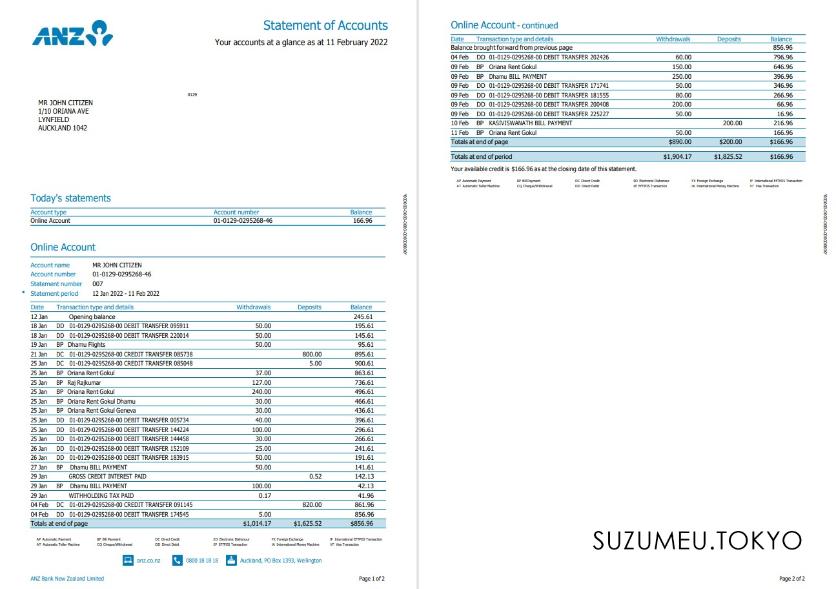 ANZ
Statement of Accounts
Your accounts at a glance as at 11 February 2022
0129
MR JOHN CITIZEN
1/10 ORIANA AVE
LYNFIELD
AUCKLAND 1042
Today's statements
Account type Account number Balance
Online Account 01-0129-0295268-46 166.96
Online Account
Account name MR JOHN CITIZEN
Account number 01-0129-0295268-46
Statement number 007
Statement period 12 Jan 2022 - 11 Feb 2022
Date Transaction type and details Withdrawals Deposits Balance
12 Jan Opening balance 245.61
18 Jan DD 01-0129-0295268-00 DEBIT TRANSFER 095911 50.00 195.61
18 Jan DD 01-0129-0295268-00 DEBIT TRANSFER 220014 50.00 145.61
19 Jan BP Dhamu Flights 50.00 95.61
21 Jan DC 01-0129-0295268-00 CREDIT TRANSFER 085738 800.00 895.61
25 Jan DC 01-0129-0295268-00 CREDIT TRANSFER 085048 5.00 900.61
25 Jan BP Oriana Rent Gokul 37.00 863.61
25 Jan BP Raj Rajkumar 127.00 736.61
25 Jan BP Oriana Rent Gokul 240.00 496.61
25 Jan BP Oriana Rent Gokul Dhamu 30.00 466.61
25 Jan BP Oriana Rent Gokul Geneva 30.00 436.61
25 Jan DD 01-0129-0295268-00 DEBIT TRANSFER 005734 40.00 396.61
25 Jan DD 01-0129-0295268-00 DEBIT TRANSFER 144224 100.00 296.61
25 Jan DD 01-0129-0295268-00 DEBIT TRANSFER 144458 30.00 266.61
26 Jan DD 01-0129-0295268-00 DEBIT TRANSFER 152109 25.00 241.61
26 Jan DD 01-0129-0295268-00 DEBIT TRANSFER 183915 50.00 191.61
27 Jan BP Dhamu BILL PAYMENT 50.00 141.61
29 Jan GROSS CREDIT INTEREST PAID 0.52 142.13
29 Jan BP Dhamu BILL PAYMENT 100.00 42.13
29 Jan WITHHOLDING TAX PAID 0.17 41.96
04 Feb DC 01-0129-0295268-00 CREDIT TRANSFER 091145 820.00 861.96
04 Feb DD 01-0129-0295268-00 DEBIT TRANSFER 174545 5.00 856.96
Totals at end of page $1,014.17 $1,625.52 $856.96
AP Automatic Payment BP Bill Payment DC Direct Credit ED Electronic Dishonour FX Foreign Exchange IF International EFTPOS Transaction
AT Automatic Teller Machine CQ Cheque/Withdrawal DD Direct Debit EP EFTPOS Transaction IA International Money Machine VT Visa Transaction
anz.co.nz 0800 18 18 18 Auckland, PO Box 1393, Wellington
ANZ Bank New Zealand Limited Page 1 of 2
Online Account - continued
Date Transaction type and details Withdrawals Deposits Balance
Balance brought forward from previous page 856.96
04 Feb DD 01-0129-0295268-00 DEBIT TRANSFER 202426 60.00 796.96
09 Feb BP Oriana Rent Gokul 150.00 646.96
09 Feb BP Dhamu BILL PAYMENT 250.00 396.96
09 Feb DD 01-0129-0295268-00 DEBIT TRANSFER 171741 50.00 346.96
09 Feb DD 01-0129-0295268-00 DEBIT TRANSFER 181555 80.00 266.96
09 Feb DD 01-0129-0295268-00 DEBIT TRANSFER 200408 200.00 66.96
09 Feb DD 01-0129-0295268-00 DEBIT TRANSFER 225227 50.00 16.96
10 Feb BP KASIVISWANATH BILL PAYMENT 200.00 216.96
11 Feb BP Oriana Rent Gokul 50.00 166.96
Totals at end of page $890.00 $200.00 $166.96
Totals at end of period $1,904.17 $1,825.52 $166.96
Your available credit is $166.96 as at the closing date of this statement.
AP Automatic Payment BP Bill Payment DC Direct Credit ED Electronic Dishonour FX Foreign Exchange IF International EFTPOS Transaction
AT Automatic Teller Machine CQ Cheque/Withdrawal DD Direct Debit EP EFTPOS Transaction IA International Money Machine VT Visa Transaction
SUZUMEU.TOKYO
Page 2 of 2